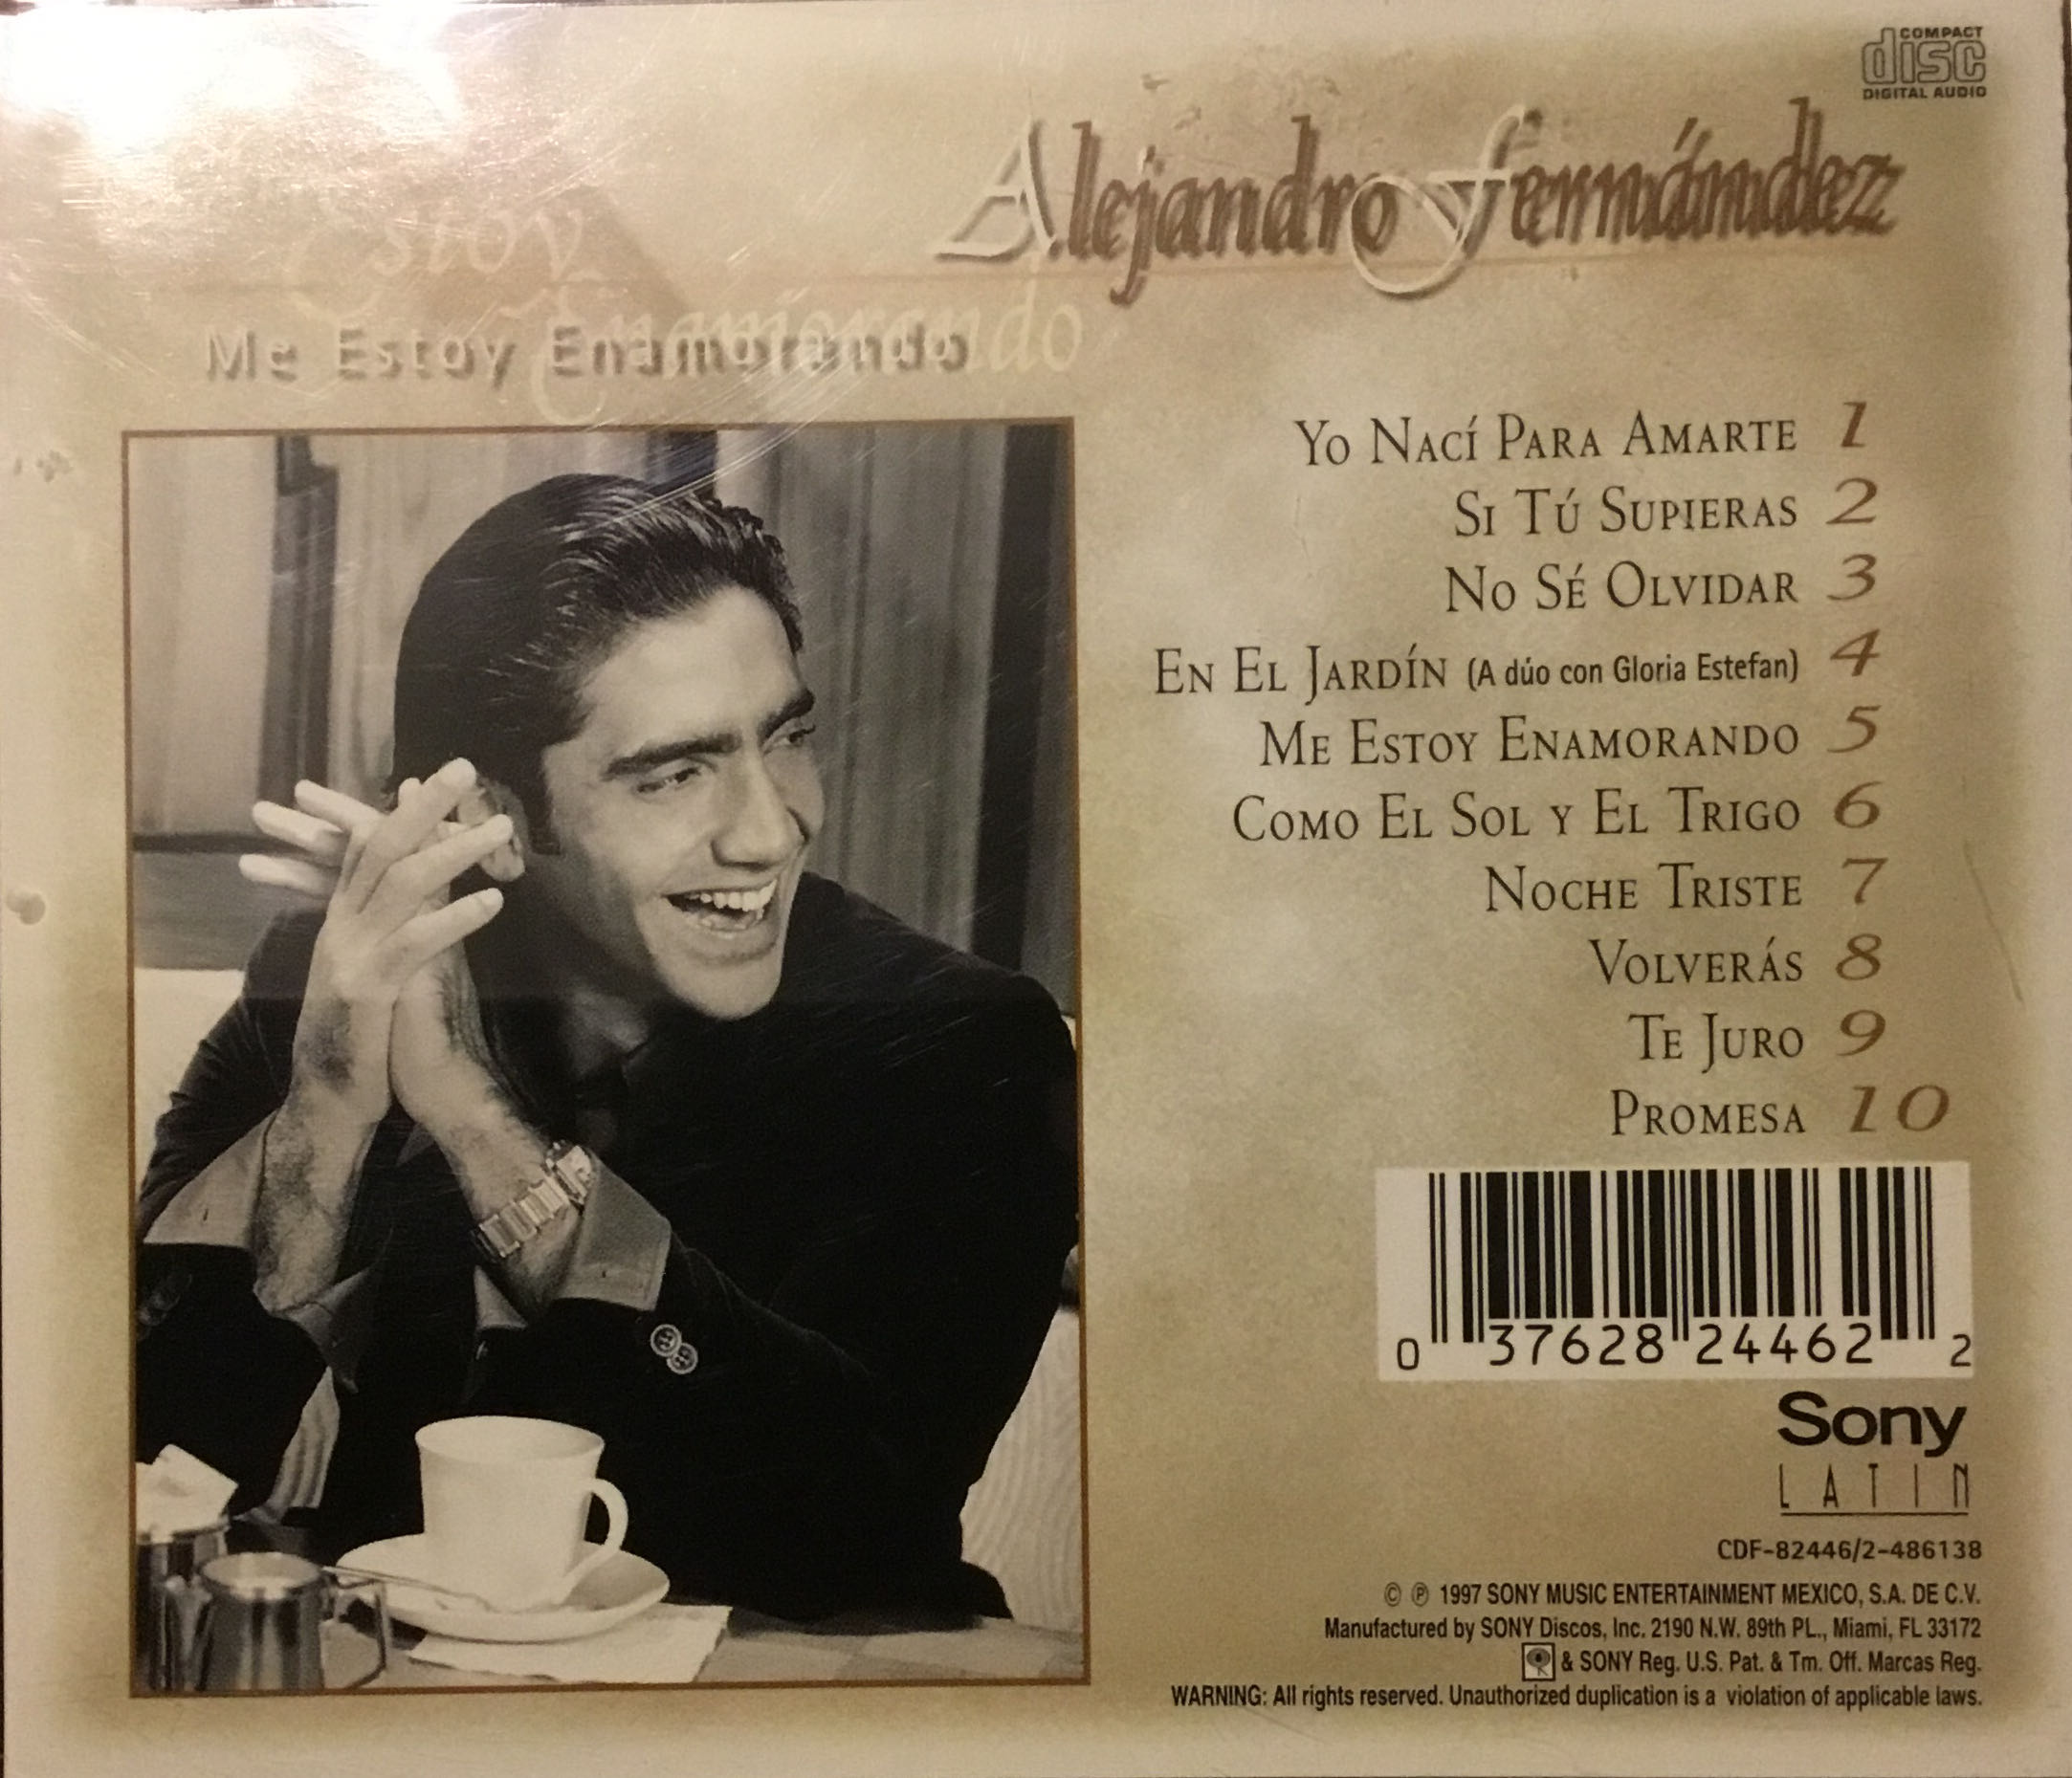 COMPACT
disc
DIGITAL AUDIO
Alejandro Fernández
Estoy
Enamorando
Me Estoy Enamorando
Yo Nací Para Amarte 1
Si Tú Supieras 2
No Sé Olvidar 3
En El Jardín (A dúo con Gloria Estefan) 4
Me Estoy Enamorando 5
Como El Sol y El Trigo 6
Noche Triste 7
Volverás 8
Te Juro 9
Promesa 10
0 37628 24462 2
Sony
LATIN
CDF-82446/2-486138
© ℗ 1997 SONY MUSIC ENTERTAINMENT MEXICO, S.A. DE C.V.
Manufactured by SONY Discos, Inc. 2190 N.W. 89th PL., Miami, FL 33172
& SONY Reg. U.S. Pat. & Tm. Off. Marcas Reg.
WARNING: All rights reserved. Unauthorized duplication is a violation of applicable laws.